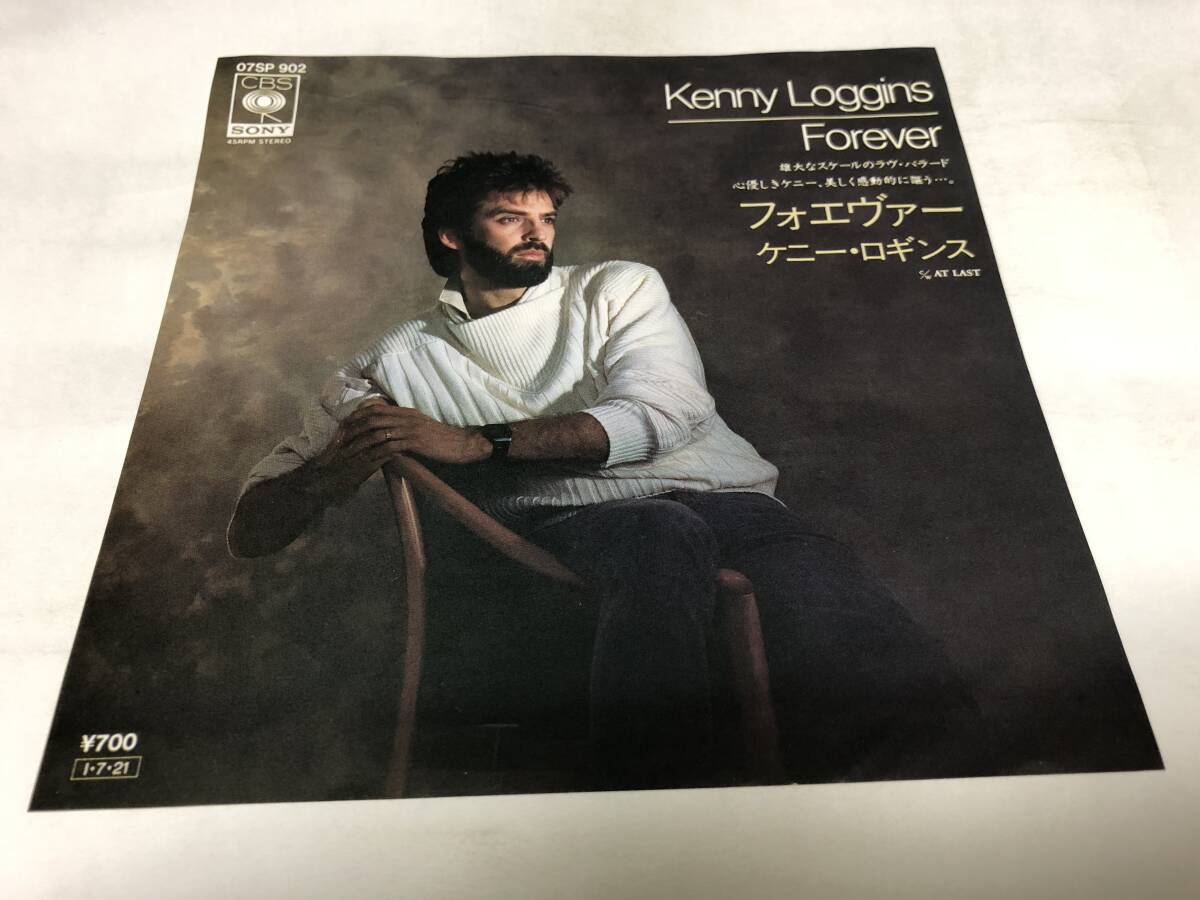 07SP 902
CBS
SONY
45RPM STEREO
Kenny Loggins
Forever
雄大なスケールのラヴ・バラード
心優しきケニー、美しく感動的に謳う…。
フォエヴァー
ケニー・ロギンス
c/w AT LAST
¥700
I・7・21